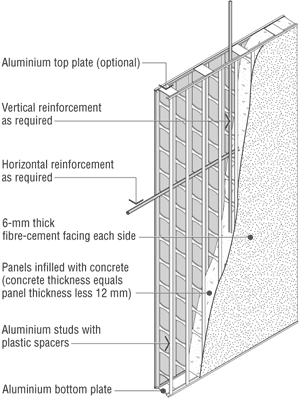 Aluminium top plate (optional)
Vertical reinforcement
as required
Horizontal reinforcement
as required
6-mm thick
fibre-cement facing each side
Panels infilled with concrete
(concrete thickness equals
panel thickness less 12 mm)
Aluminium studs with
plastic spacers
Aluminium bottom plate